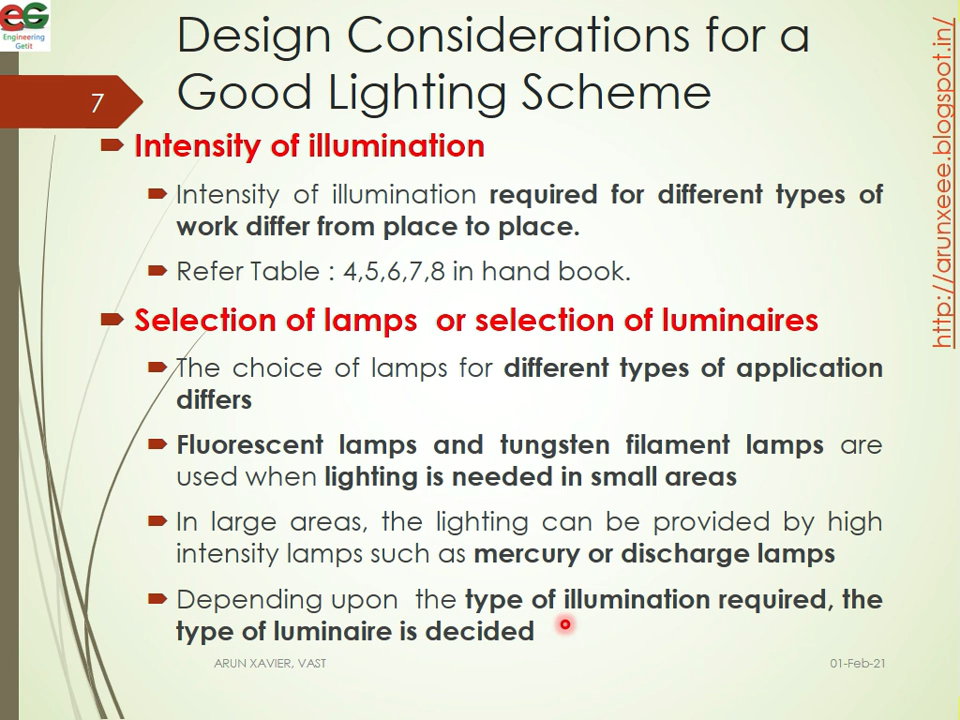 eG
Engineering
Getit
Design Considerations for a
Good Lighting Scheme
7
Intensity of illumination
Intensity of illumination required for different types of
work differ from place to place.
Refer Table : 4,5,6,7,8 in hand book.
Selection of lamps or selection of luminaires
The choice of lamps for different types of application
differs
Fluorescent lamps and tungsten filament lamps are
used when lighting is needed in small areas
In large areas, the lighting can be provided by high
intensity lamps such as mercury or discharge lamps
Depending upon the type of illumination required, the
type of luminaire is decided
ARUN XAVIER, VAST
01-Feb-21
http://arunxeee.blogspot.in/